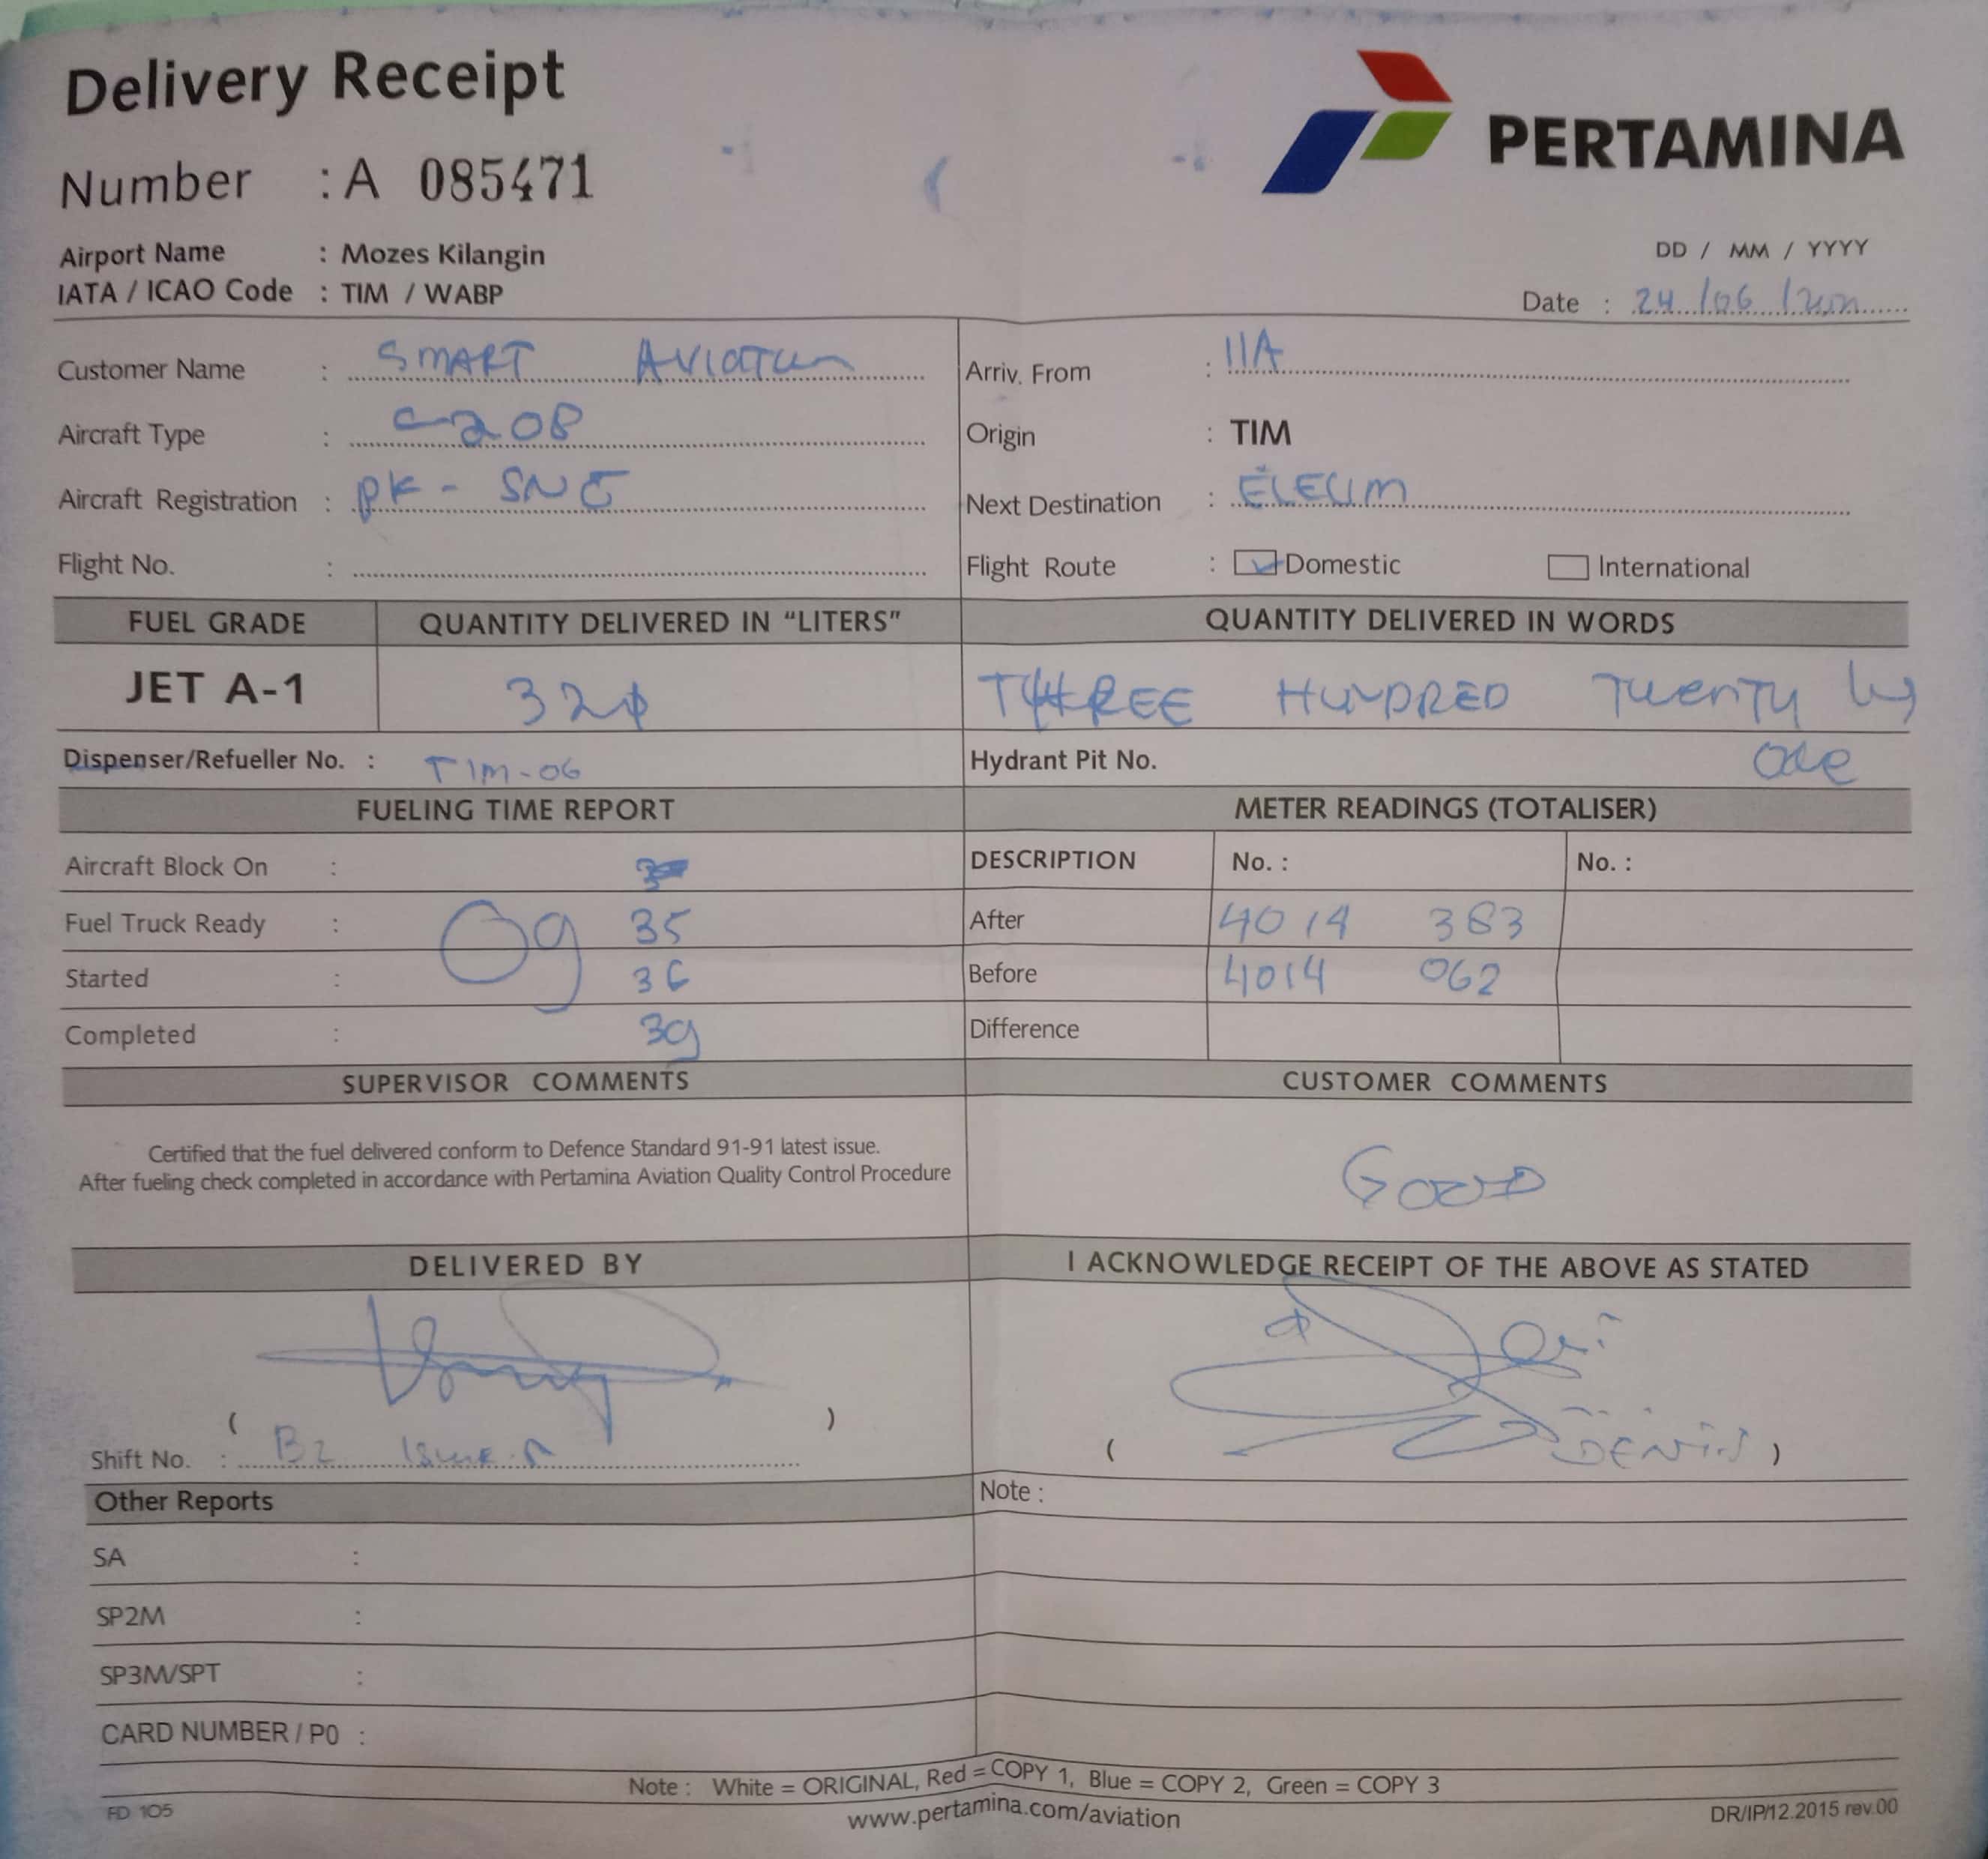 Delivery Receipt
PERTAMINA
Number : A 085471
Airport Name : Mozes Kilangin
IATA / ICAO Code : TIM / WABP
DD / MM / YYYY
Date : 24 / 06 /
Customer Name : SMART AVIATION
Arriv. From : IIA
Aircraft Type : C208
Origin : TIM
Aircraft Registration : PK - SNE
Next Destination :
Flight No. :
Flight Route : Domestic International
FUEL GRADE QUANTITY DELIVERED IN “LITERS” QUANTITY DELIVERED IN WORDS
JET A-1 321 THREE HUNDRED TWENTY
Dispenser/Refueller No. : TIM-06
Hydrant Pit No.
FUELING TIME REPORT METER READINGS (TOTALISER)
Aircraft Block On :
DESCRIPTION No. : No. :
Fuel Truck Ready : 09 35
After 4014 383
Started : 36
Before 4014 062
Completed : 39
Difference
SUPERVISOR COMMENTS CUSTOMER COMMENTS
Certified that the fuel delivered conform to Defence Standard 91-91 latest issue.
After fueling check completed in accordance with Pertamina Aviation Quality Control Procedure
GOOD
DELIVERED BY I ACKNOWLEDGE RECEIPT OF THE ABOVE AS STATED
( )
Shift No. : B2
( )
Other Reports
Note :
SA :
SP2M :
SP3M/SPT :
CARD NUMBER / P0 :
Note : White = ORIGINAL, Red = COPY 1, Blue = COPY 2, Green = COPY 3
FD 105
www.pertamina.com/aviation
DR/IP/12.2015 rev.00